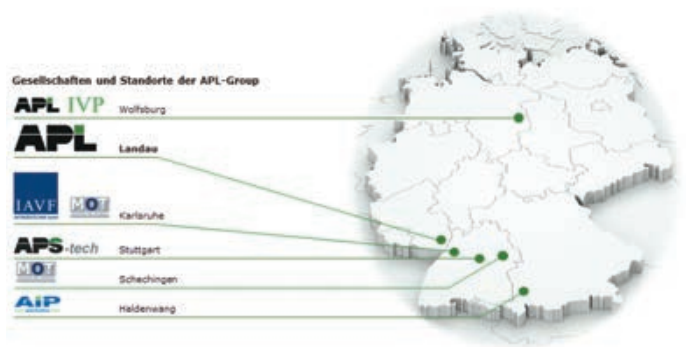 Gesellschaften und Standorte der APL-Group
APL IVP Wolfsburg
APL Landau
IAVF MOT Karlsruhe
APS-tech Stuttgart
MOT Schechingen
AIP Haldenwang